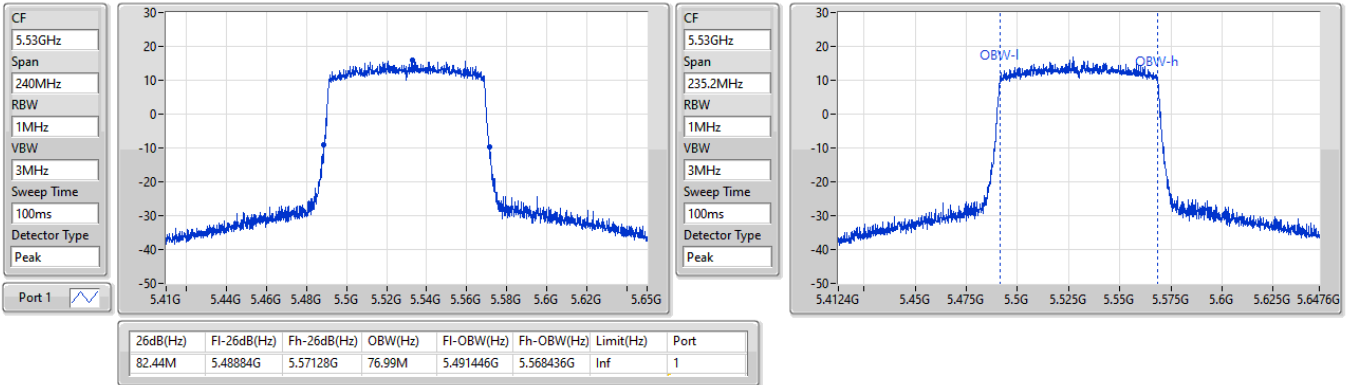 CF
5.53GHz
Span
240MHz
RBW
1MHz
VBW
3MHz
Sweep Time
100ms
Detector Type
Peak
Port 1
30
20
10
0
-10
-20
-30
-40
-50
5.41G 5.44G 5.46G 5.48G 5.5G 5.52G 5.54G 5.56G 5.58G 5.6G 5.62G 5.65G
CF
5.53GHz
Span
235.2MHz
RBW
1MHz
VBW
3MHz
Sweep Time
100ms
Detector Type
Peak
30
20
10
0
-10
-20
-30
-40
-50
OBW-l OBW-h
5.4124G 5.45G 5.475G 5.5G 5.525G 5.55G 5.575G 5.6G 5.625G 5.6476G
26dB(Hz) Fl-26dB(Hz) Fh-26dB(Hz) OBW(Hz) Fl-OBW(Hz) Fh-OBW(Hz) Limit(Hz) Port
82.44M 5.48884G 5.57128G 76.99M 5.491446G 5.568436G Inf 1